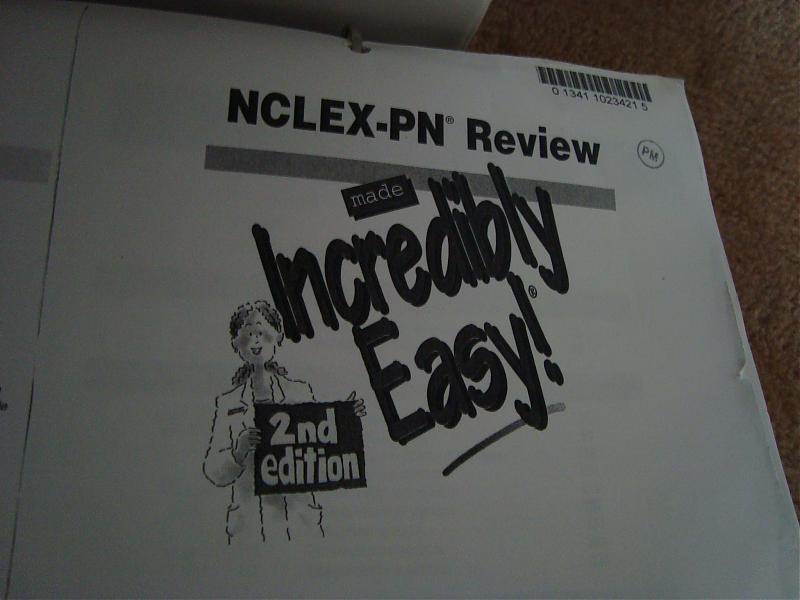 0 1341 1023421 5
NCLEX-PN® Review
PM
made
Incredibly
Easy!®
2nd
edition